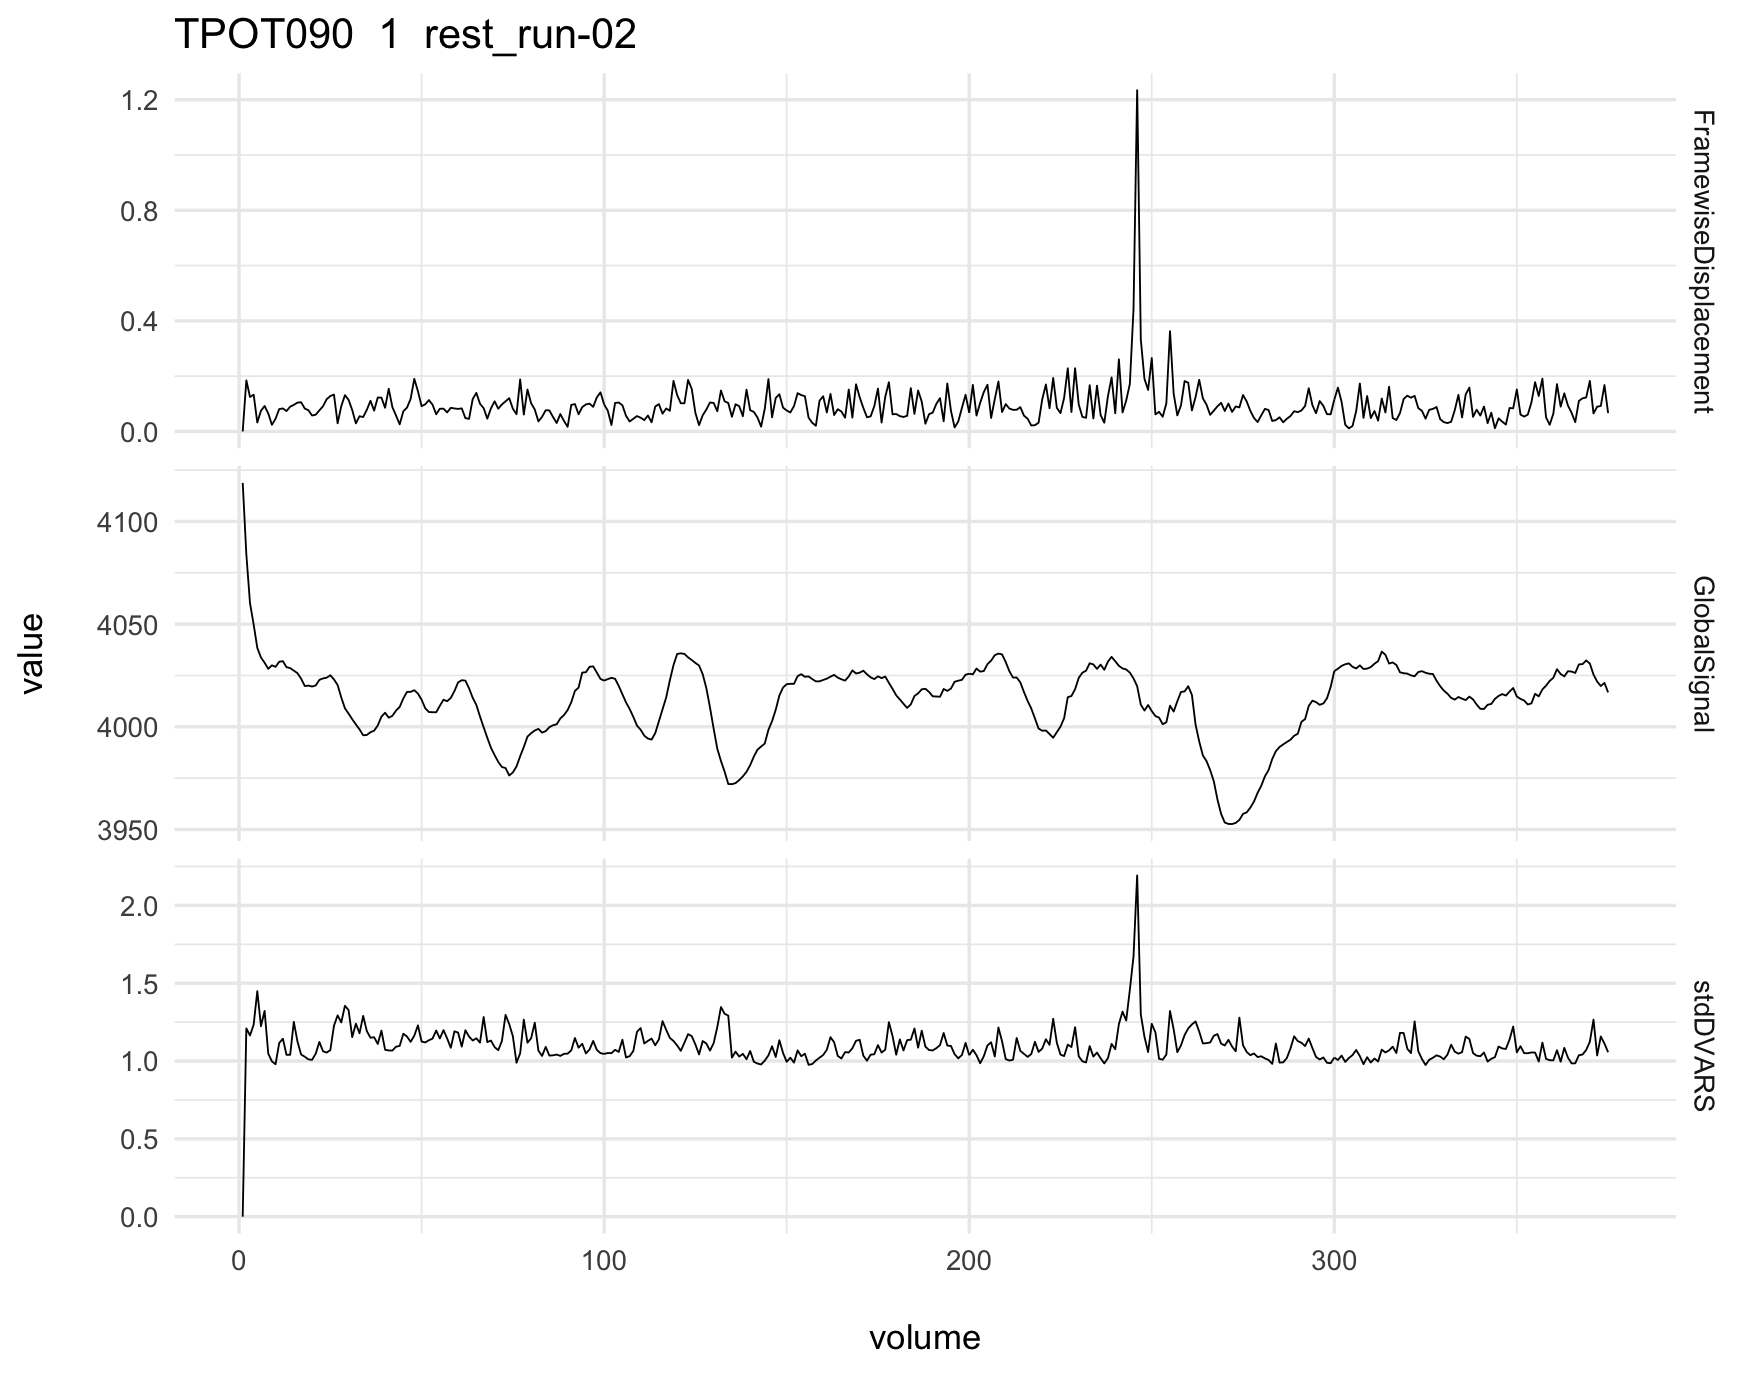 TPOT090 1 rest_run-02
1.2
0.8
0.4
0.0
FramewiseDisplacement
4100
4050
4000
3950
GlobalSignal
value
2.0
1.5
1.0
0.5
0.0
stdDVARS
0 100 200 300
volume